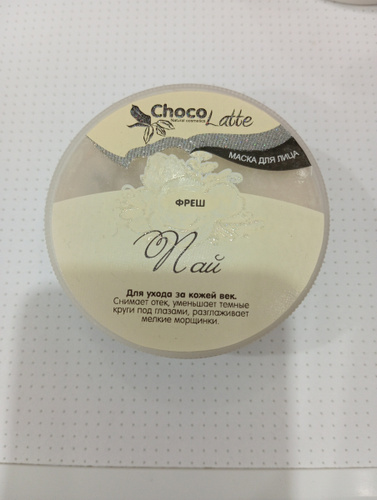 Choco Latte
Natural cosmetics
МАСКА ДЛЯ ЛИЦА
ФРЕШ
Пай
Для ухода за кожей век.
Снимает отек, уменьшает темные
круги под глазами, разглаживает
мелкие морщинки.